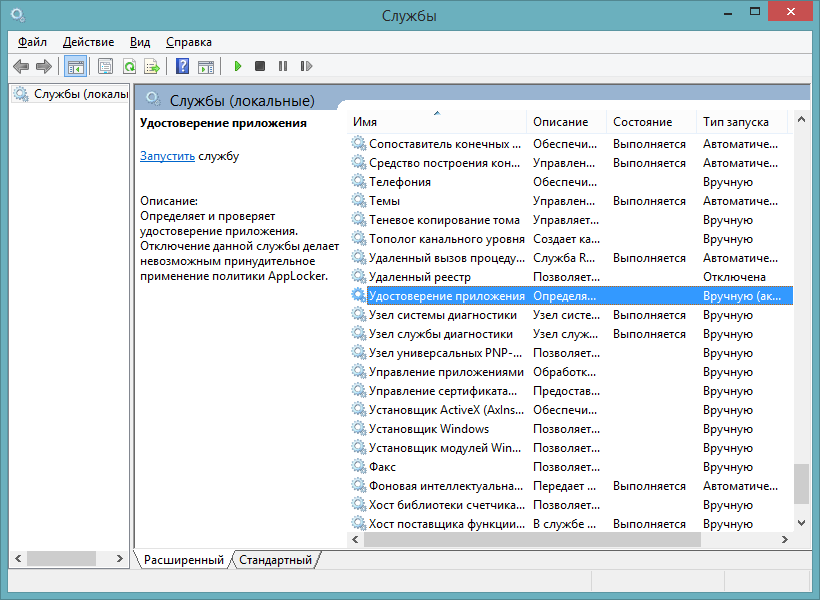 Службы
Файл Действие Вид Справка
Службы (локалы
Службы (локальные)
Удостоверение приложения
Запустить службу
Описание:
Определяет и проверяет
удостоверение приложения.
Отключение данной службы делает
невозможным принудительное
применение политики AppLocker.
Имя Описание Состояние Тип запуска
Сопоставитель конечных ... Обеспечи... Выполняется Автоматиче...
Средство построения кон... Управлен... Выполняется Автоматиче...
Телефония Обеспечи... Вручную
Темы Управлен... Выполняется Автоматиче...
Теневое копирование тома Управляет... Вручную
Тополог канального уровня Создает ка... Вручную
Удаленный вызов процеду... Служба R... Выполняется Автоматиче...
Удаленный реестр Позволяет... Отключена
Удостоверение приложения Определя... Вручную (ак...
Узел системы диагностики Узел систе... Выполняется Вручную
Узел службы диагностики Узел служ... Выполняется Вручную
Узел универсальных PNP-... Позволяет... Вручную
Управление приложениями Обработк... Вручную
Управление сертификата... Предостав... Вручную
Установщик ActiveX (AxIns... Обеспечи... Вручную
Установщик Windows Позволяет... Вручную
Установщик модулей Win... Позволяет... Вручную
Факс Позволяет... Вручную
Фоновая интеллектуальна... Передает ... Выполняется Автоматиче...
Хост библиотеки счетчика... Позволяет... Вручную
Хост поставщика функции... В службе ... Выполняется Вручную
Расширенный Стандартный